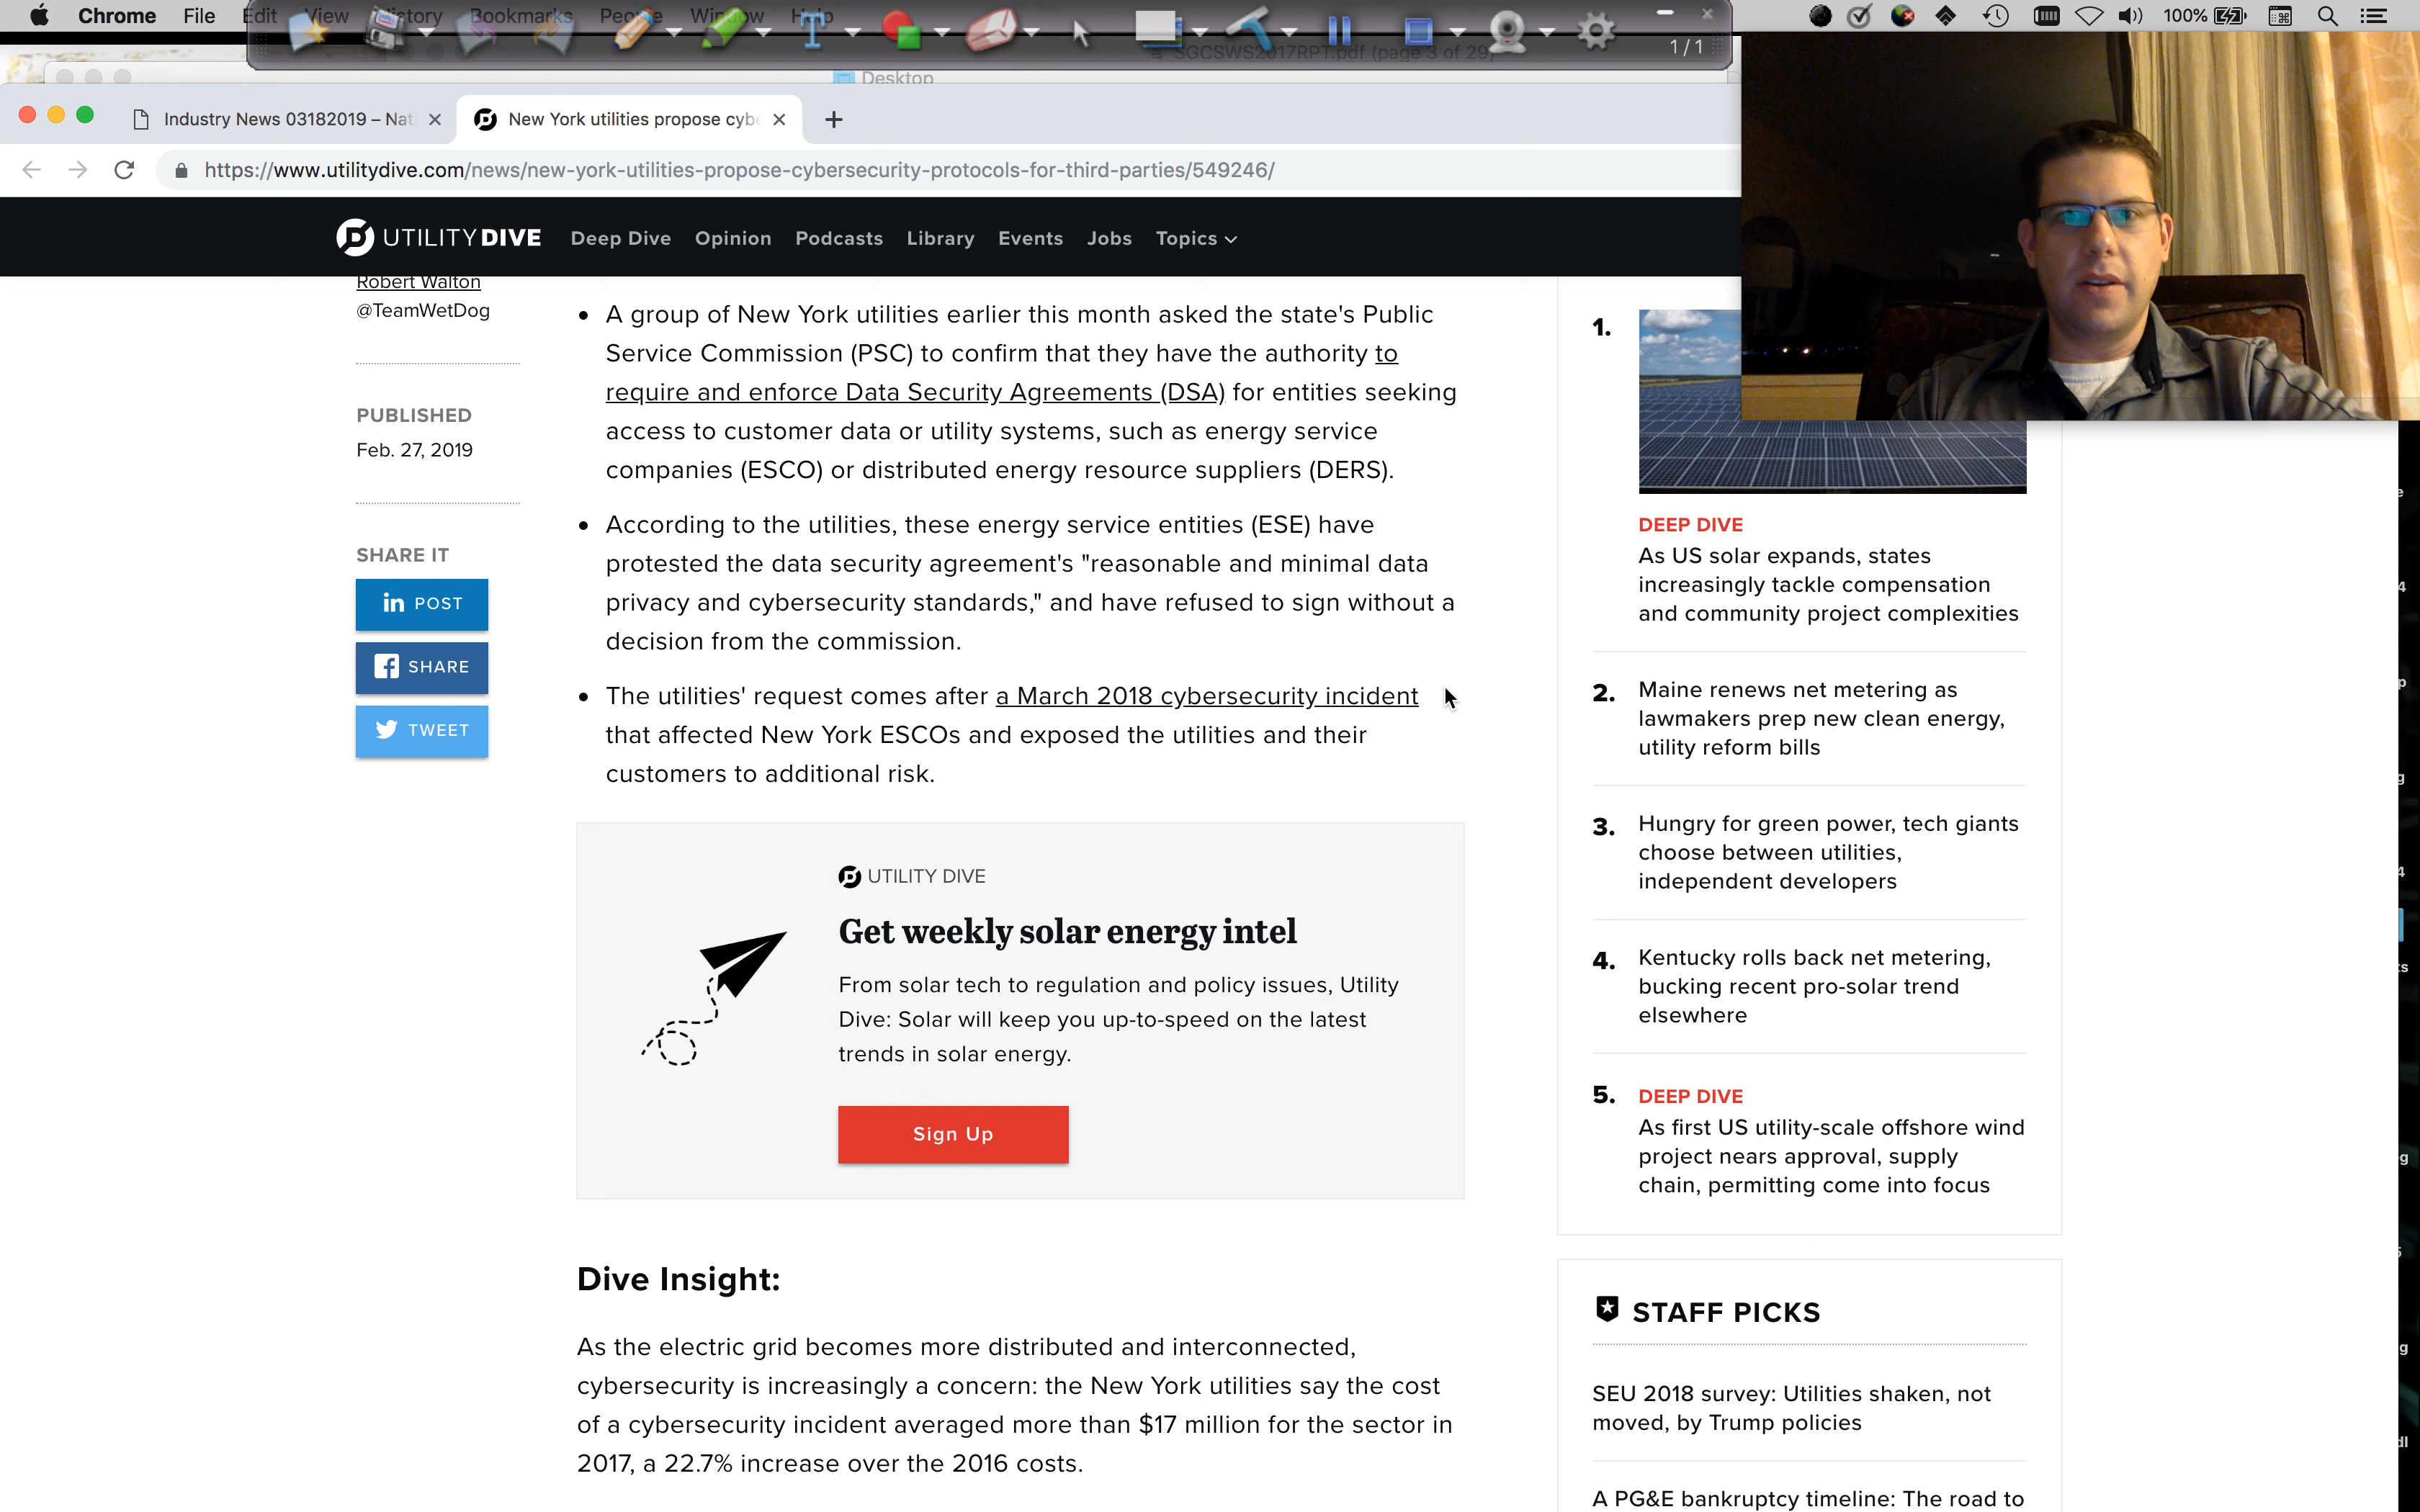 Chrome File Edit View History Bookmarks People Window Help
100%
1 / 1
SGCSWS2017RPT.pdf (page 3 of 29)
Desktop
Industry News 03182019 – Nat
New York utilities propose cybe
https://www.utilitydive.com/news/new-york-utilities-propose-cybersecurity-protocols-for-third-parties/549246/
UTILITY DIVE Deep Dive Opinion Podcasts Library Events Jobs Topics
Robert Walton
@TeamWetDog
PUBLISHED
Feb. 27, 2019
SHARE IT
in POST
SHARE
TWEET
• A group of New York utilities earlier this month asked the state's Public
Service Commission (PSC) to confirm that they have the authority to
require and enforce Data Security Agreements (DSA) for entities seeking
access to customer data or utility systems, such as energy service
companies (ESCO) or distributed energy resource suppliers (DERS).
• According to the utilities, these energy service entities (ESE) have
protested the data security agreement's "reasonable and minimal data
privacy and cybersecurity standards," and have refused to sign without a
decision from the commission.
• The utilities' request comes after a March 2018 cybersecurity incident
that affected New York ESCOs and exposed the utilities and their
customers to additional risk.
UTILITY DIVE
Get weekly solar energy intel
From solar tech to regulation and policy issues, Utility
Dive: Solar will keep you up-to-speed on the latest
trends in solar energy.
Sign Up
Dive Insight:
As the electric grid becomes more distributed and interconnected,
cybersecurity is increasingly a concern: the New York utilities say the cost
of a cybersecurity incident averaged more than $17 million for the sector in
2017, a 22.7% increase over the 2016 costs.
1.
DEEP DIVE
As US solar expands, states
increasingly tackle compensation
and community project complexities
2. Maine renews net metering as
lawmakers prep new clean energy,
utility reform bills
3. Hungry for green power, tech giants
choose between utilities,
independent developers
4. Kentucky rolls back net metering,
bucking recent pro-solar trend
elsewhere
5. DEEP DIVE
As first US utility-scale offshore wind
project nears approval, supply
chain, permitting come into focus
STAFF PICKS
SEU 2018 survey: Utilities shaken, not
moved, by Trump policies
A PG&E bankruptcy timeline: The road to